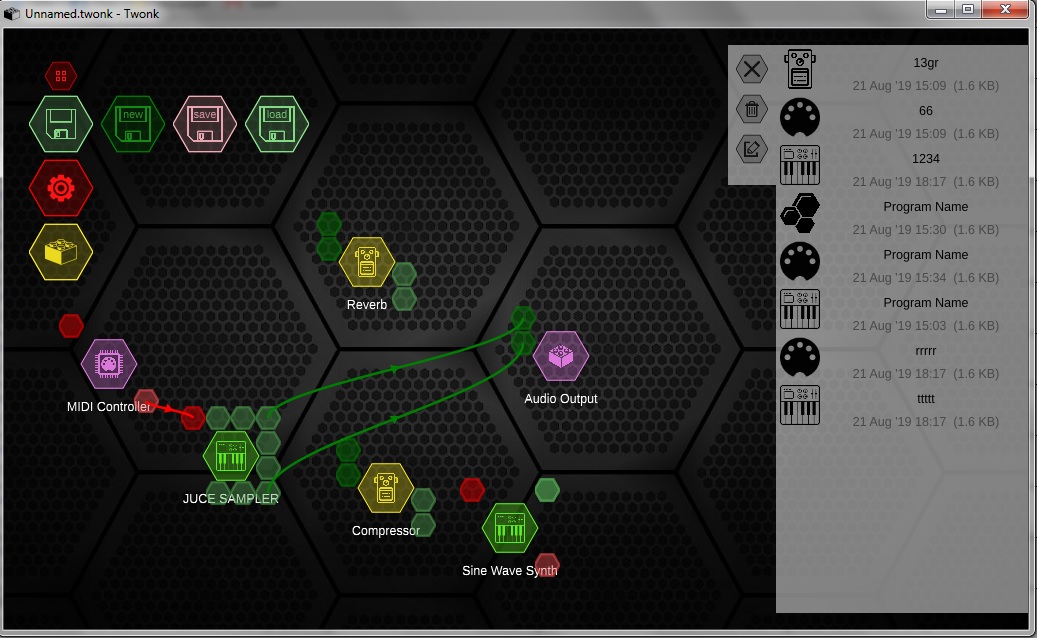 Unnamed.twonk - Twonk
new
save
load
Reverb
MIDI Controller
Audio Output
JUCE SAMPLER
Compressor
Sine Wave Synth
13gr
21 Aug '19 15:09 (1.6 KB)
66
21 Aug '19 15:09 (1.6 KB)
1234
21 Aug '19 18:17 (1.6 KB)
Program Name
21 Aug '19 15:30 (1.6 KB)
Program Name
21 Aug '19 15:34 (1.6 KB)
Program Name
21 Aug '19 15:03 (1.6 KB)
rrrrr
21 Aug '19 18:17 (1.6 KB)
ttttt
21 Aug '19 18:17 (1.6 KB)